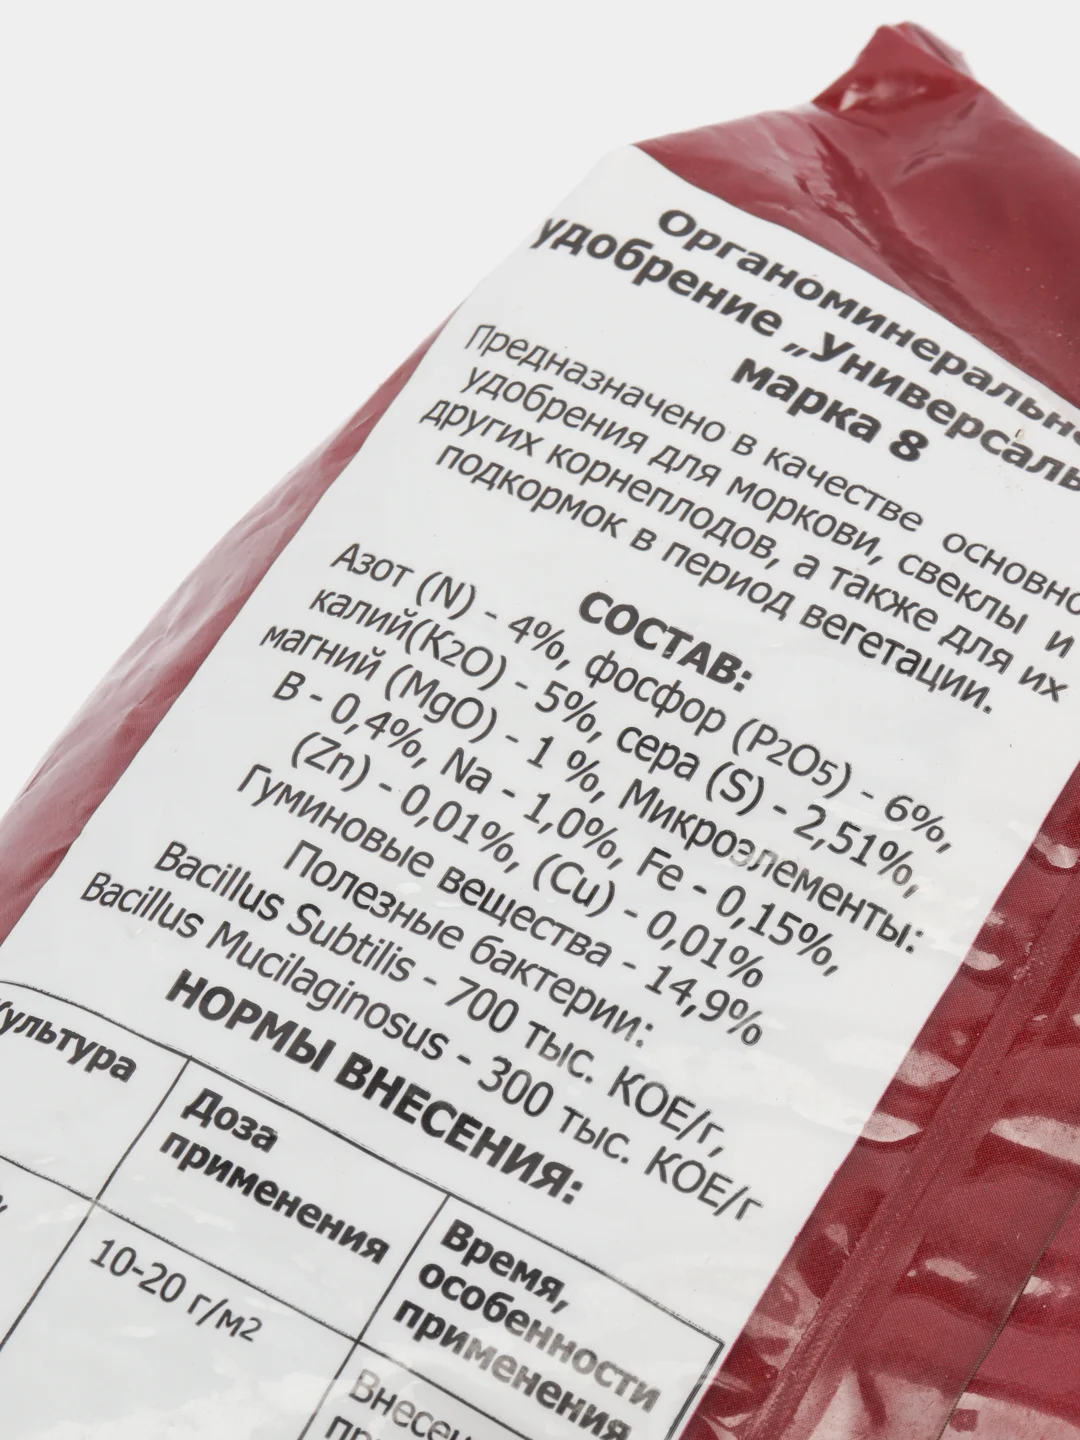 Органоминерально
удобрение „Универсаль
марка 8
Предназначено в качестве основно
удобрения для моркови, свеклы и
других корнеплодов, а также для их
подкормок в период вегетации.
СОСТАВ:
Азот (N) - 4%, фосфор (P2O5) - 6%,
калий(K2O) - 5%, сера (S) - 2,51%,
магний (MgO) - 1 %, Микроэлементы:
B - 0,4%, Na - 1,0%, Fe - 0,15%,
(Zn) - 0,01%, (Cu) - 0,01%
Гуминовые вещества - 14,9%
Полезные бактерии:
Bacillus Subtilis - 700 тыс. КОЕ/г,
Bacillus Mucilaginosus - 300 тыс. КОЕ/г
НОРМЫ ВНЕСЕНИЯ:
Культура
Доза
применения
Время,
особенности
применения
10-20 г/м2
Внесен